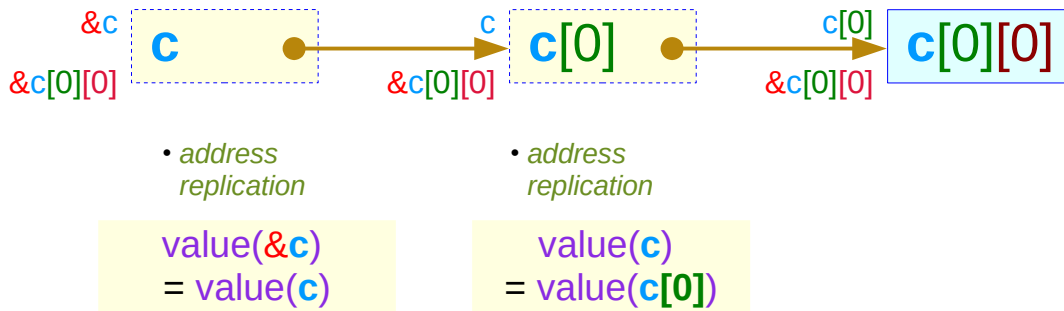 &c
c
c
c[0]
c[0]
c[0][0]
&c[0][0]
&c[0][0]
&c[0][0]
• address
replication
• address
replication
value(&c)
= value(c)
value(c)
= value(c[0])